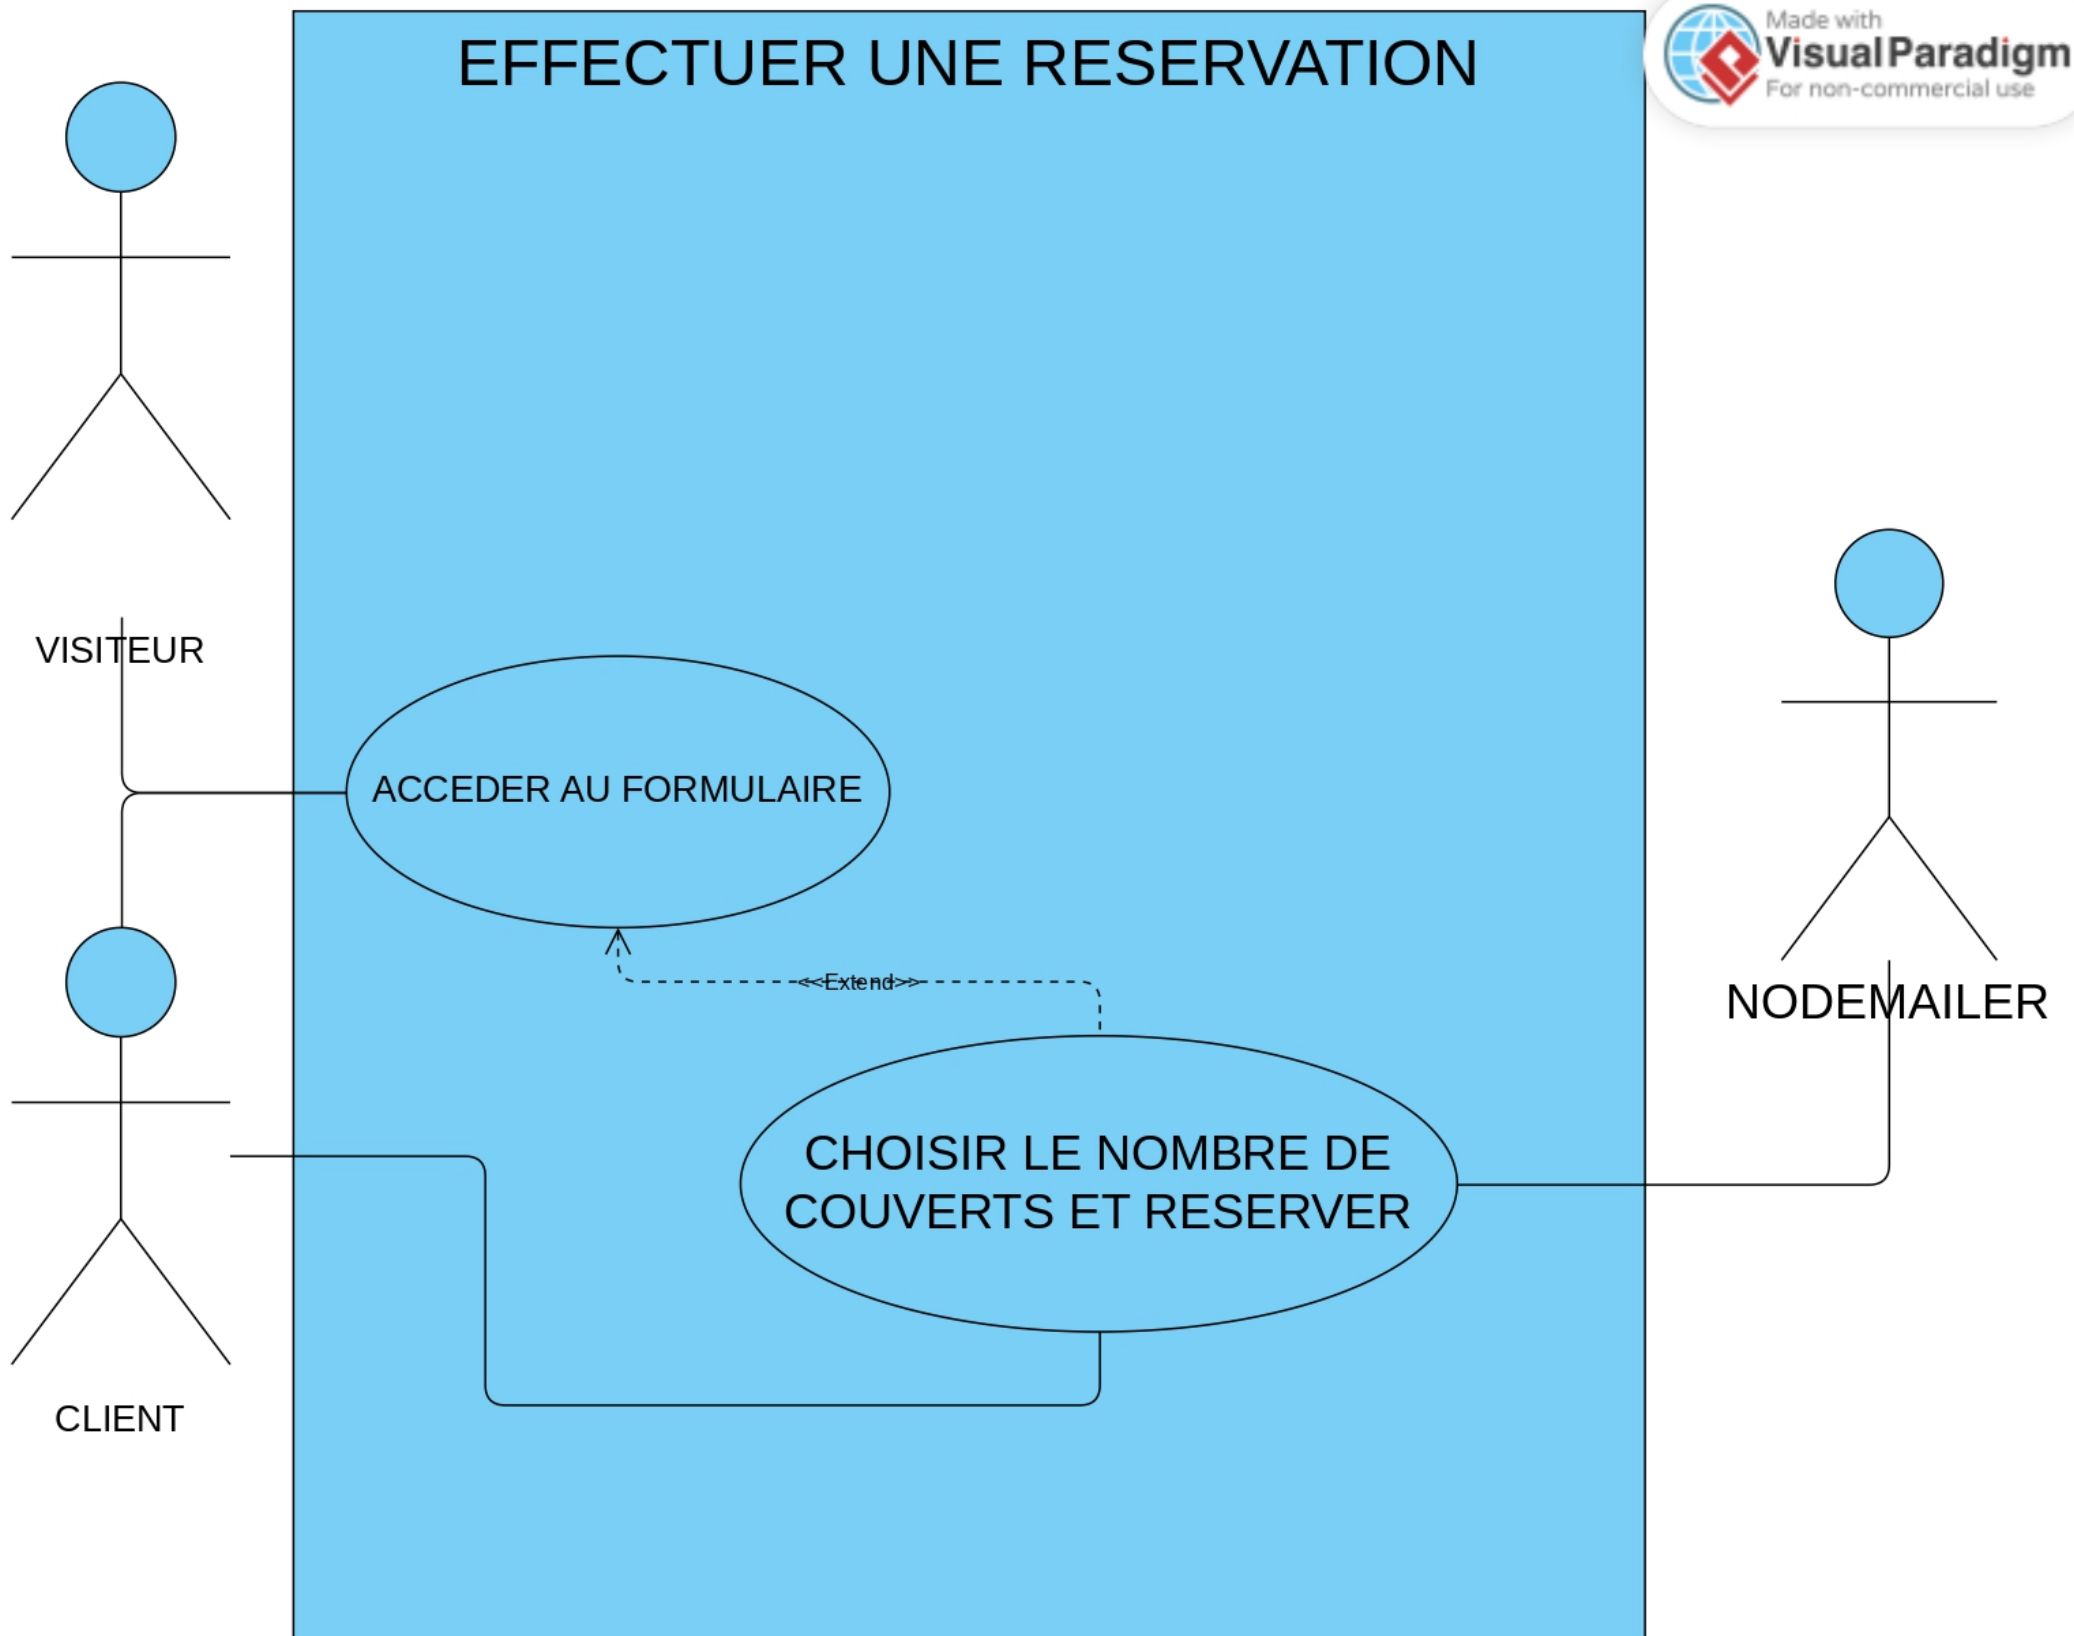 EFFECTUER UNE RESERVATION
Made with
Visual Paradigm
For non-commercial use
VISITEUR
ACCEDER AU FORMULAIRE
<<Extend>>
NODEMAILER
CHOISIR LE NOMBRE DE
COUVERTS ET RESERVER
CLIENT